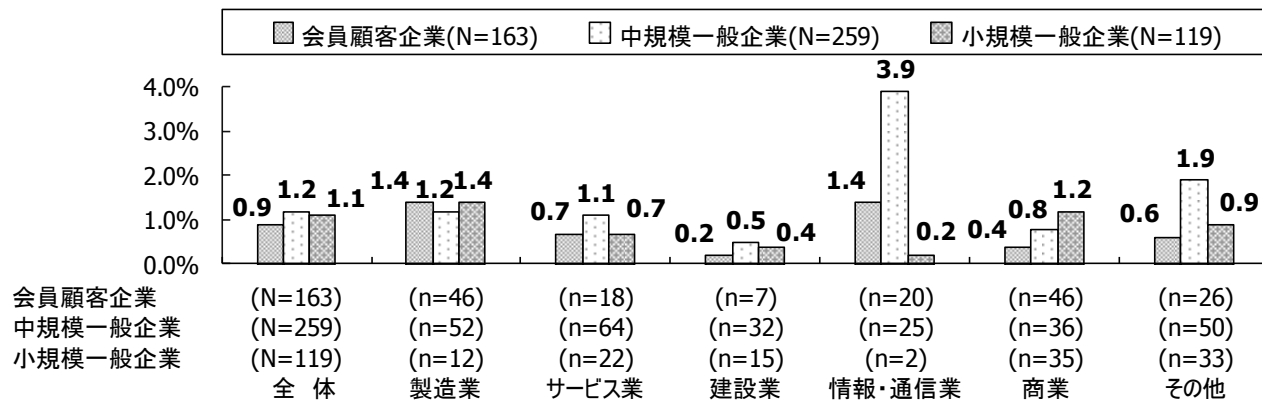 会員顧客企業(N=163) 中規模一般企業(N=259) 小規模一般企業(N=119)
4.0%
3.0%
2.0%
1.0%
0.0%
0.9 1.2 1.1
1.4 1.2 1.4
0.7 1.1 0.7
0.2 0.5 0.4
1.4 3.9 0.2
0.4 0.8 1.2
0.6 1.9 0.9
会員顧客企業 (N=163) (n=46) (n=18) (n=7) (n=20) (n=46) (n=26)
中規模一般企業 (N=259) (n=52) (n=64) (n=32) (n=25) (n=36) (n=50)
小規模一般企業 (N=119) (n=12) (n=22) (n=15) (n=2) (n=35) (n=33)
全 体 製造業 サービス業 建設業 情報・通信業 商業 その他